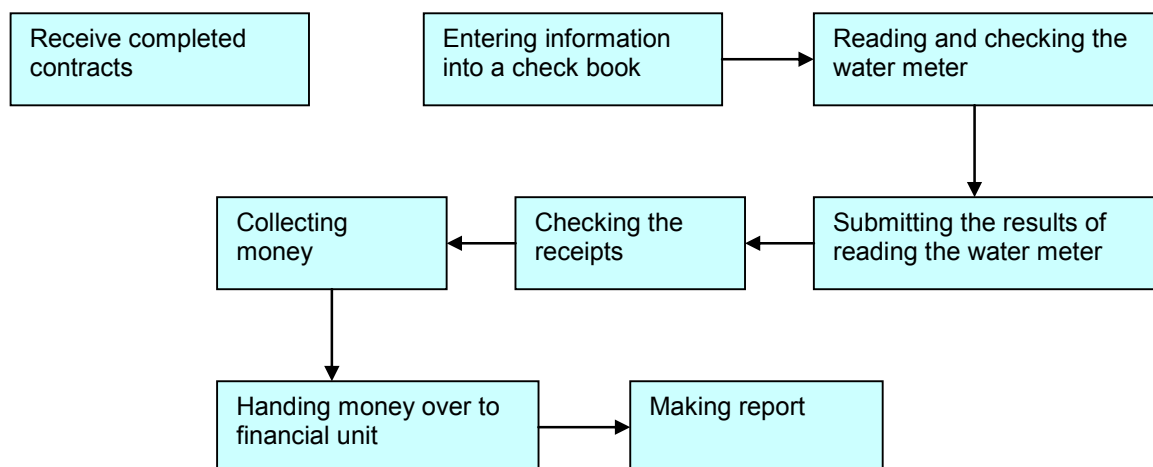 Receive completed
contracts
Entering information
into a check book
Reading and checking the
water meter
Collecting
money
Checking the
receipts
Submitting the results of
reading the water meter
Handing money over to
financial unit
Making report